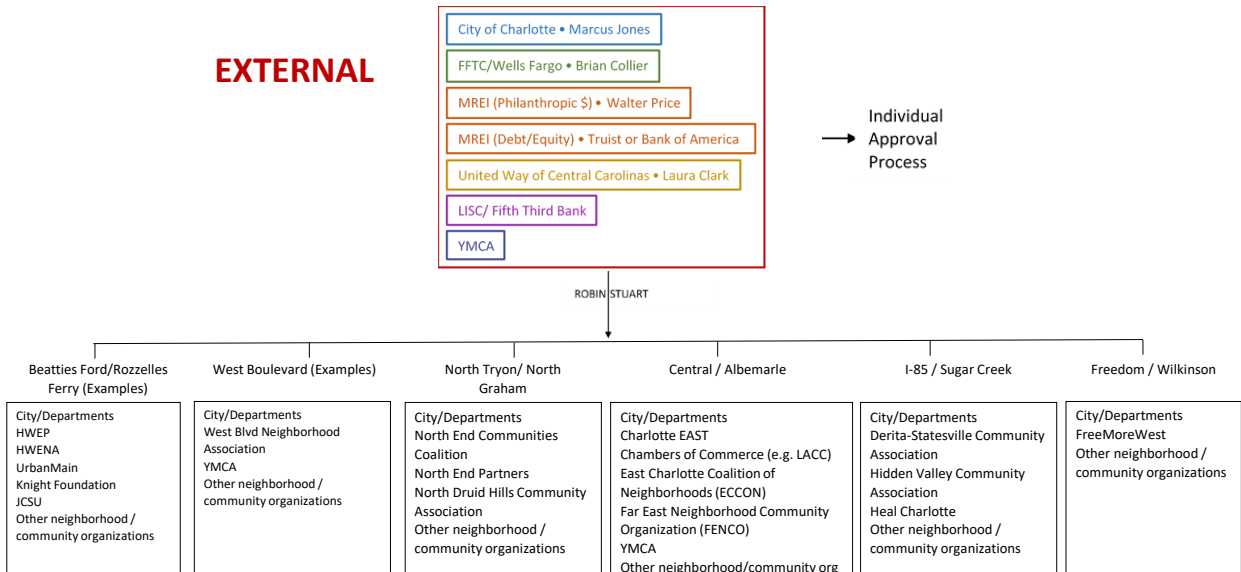 EXTERNAL
City of Charlotte • Marcus Jones
FFTC/Wells Fargo • Brian Collier
MREI (Philanthropic $) • Walter Price
MREI (Debt/Equity) • Truist or Bank of America
United Way of Central Carolinas • Laura Clark
LISC/ Fifth Third Bank
YMCA
Individual
Approval
Process
ROBIN STUART
Beatties Ford/Rozzelles
Ferry (Examples)
City/Departments
HWEP
HWENA
UrbanMain
Knight Foundation
JCSU
Other neighborhood /
community organizations
West Boulevard (Examples)
City/Departments
West Blvd Neighborhood
Association
YMCA
Other neighborhood /
community organizations
North Tryon/ North
Graham
City/Departments
North End Communities
Coalition
North End Partners
North Druid Hills Community
Association
Other neighborhood /
community organizations
Central / Albemarle
City/Departments
Charlotte EAST
Chambers of Commerce (e.g. LACC)
East Charlotte Coalition of
Neighborhoods (ECCON)
Far East Neighborhood Community
Organization (FENCO)
YMCA
Other neighborhood/community org
I-85 / Sugar Creek
City/Departments
Derita-Statesville Community
Association
Hidden Valley Community
Association
Heal Charlotte
Other neighborhood /
community organizations
Freedom / Wilkinson
City/Departments
FreeMoreWest
Other neighborhood /
community organizations